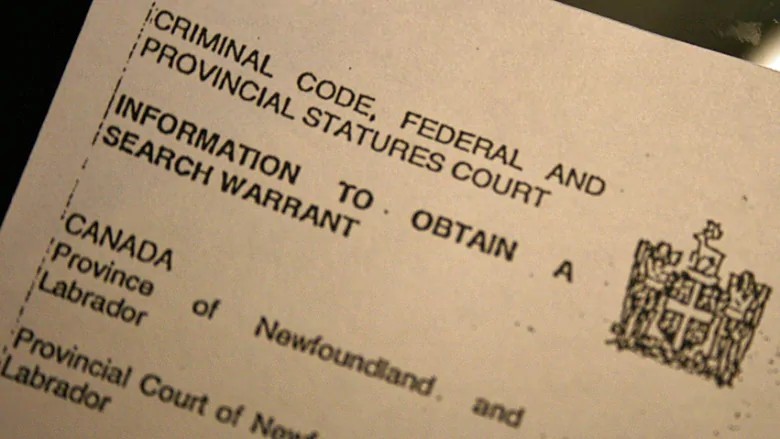 CRIMINAL CODE, FEDERAL AND
PROVINCIAL STATURES COURT
INFORMATION TO OBTAIN A
SEARCH WARRANT
CANADA
Province of Newfoundland and
Labrador
Provincial Court of
Labrador